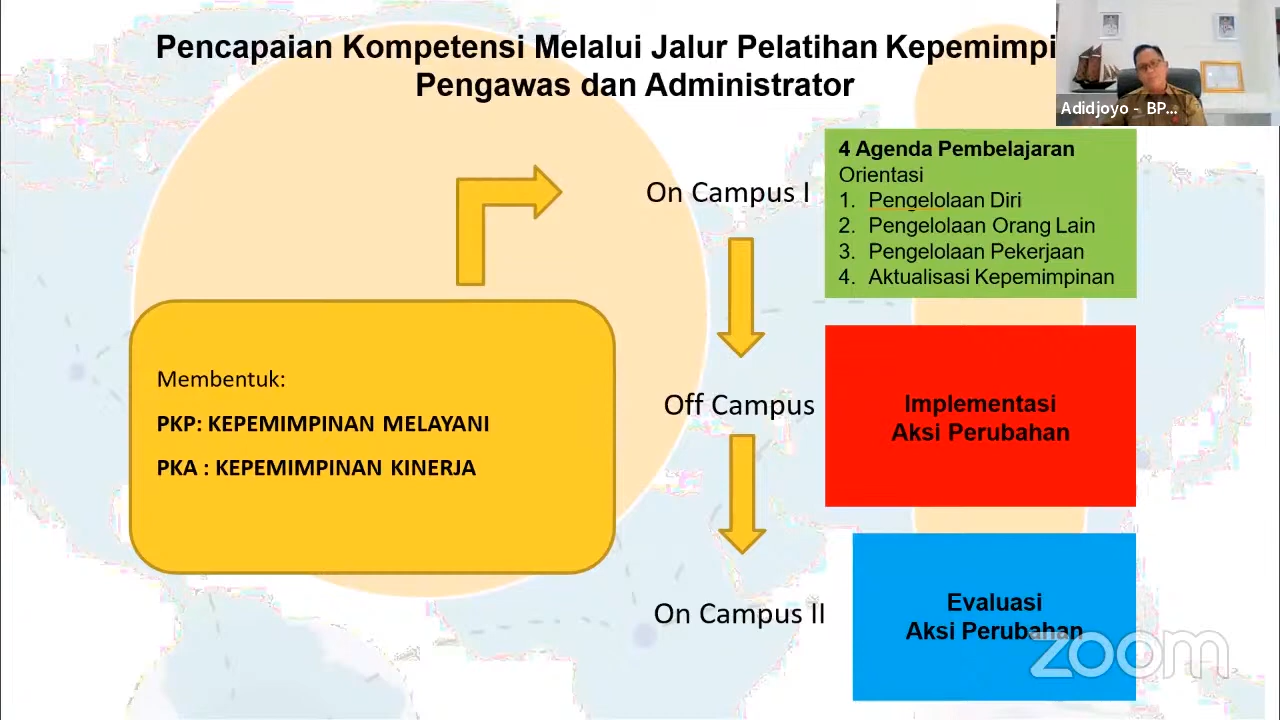 Pencapaian Kompetensi Melalui Jalur Pelatihan Kepemimpi
Pengawas dan Administrator
Adidjoyo - BP...
On Campus I
4 Agenda Pembelajaran
Orientasi
1. Pengelolaan Diri
2. Pengelolaan Orang Lain
3. Pengelolaan Pekerjaan
4. Aktualisasi Kepemimpinan
Membentuk:
PKP: KEPEMIMPINAN MELAYANI
PKA : KEPEMIMPINAN KINERJA
Off Campus
Implementasi
Aksi Perubahan
On Campus II
Evaluasi
Aksi Perubahan
zoom